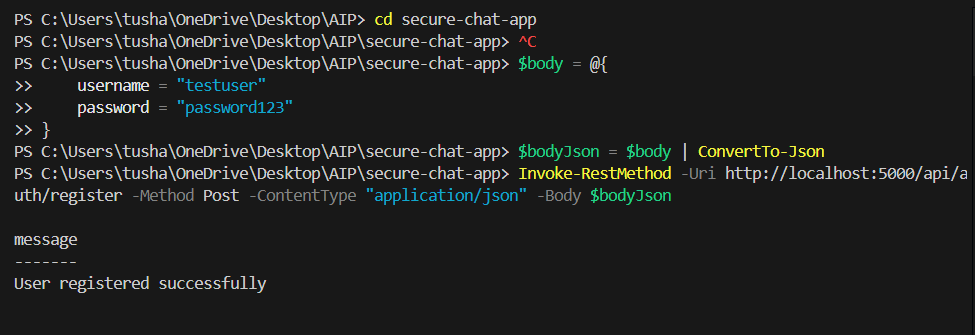 PS C:\Users\tusha\OneDrive\Desktop\AIP> cd secure-chat-app
PS C:\Users\tusha\OneDrive\Desktop\AIP\secure-chat-app> ^C
PS C:\Users\tusha\OneDrive\Desktop\AIP\secure-chat-app> $body = @{
>>     username = "testuser"
>>     password = "password123"
>> }
PS C:\Users\tusha\OneDrive\Desktop\AIP\secure-chat-app> $bodyJson = $body | ConvertTo-Json
PS C:\Users\tusha\OneDrive\Desktop\AIP\secure-chat-app> Invoke-RestMethod -Uri http://localhost:5000/api/a
uth/register -Method Post -ContentType "application/json" -Body $bodyJson

message
-------
User registered successfully